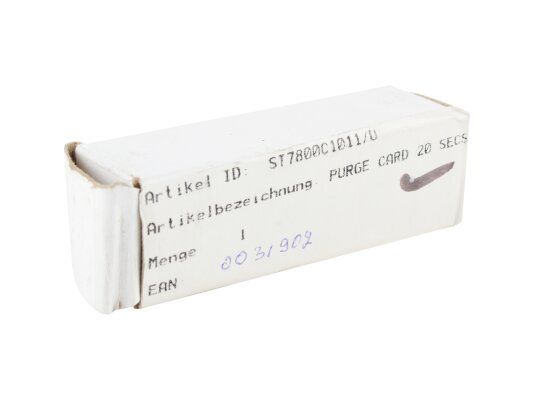 Artikel ID: ST7800C1011/U
Artikelbezeichnung PURGE CARD 20 SECS
Menge 1
EAN
0031902